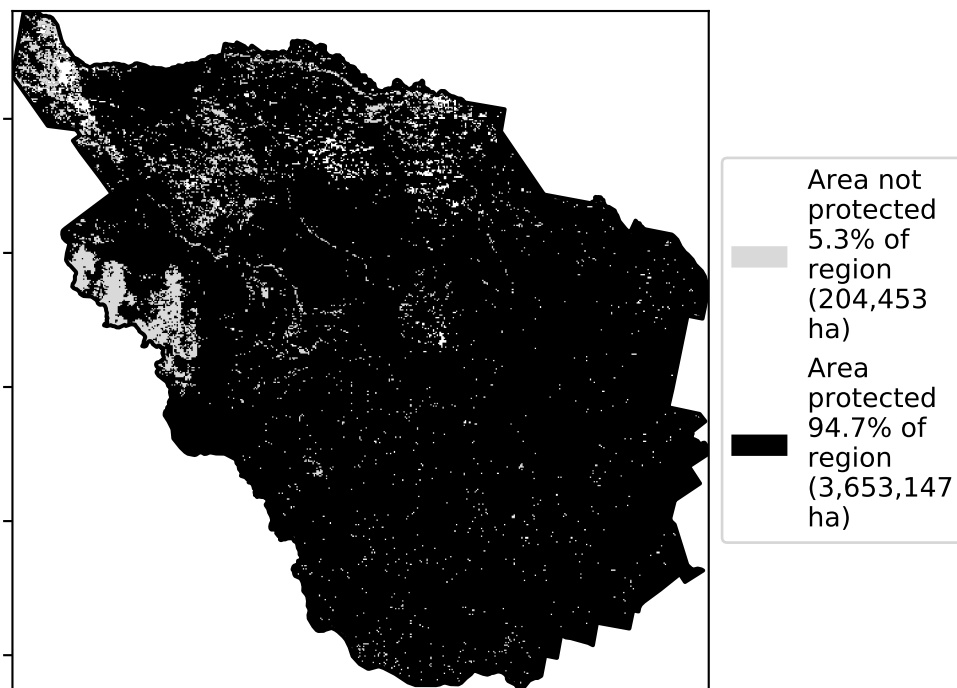 Area not
protected
5.3% of
region
(204,453
ha)
Area
protected
94.7% of
region
(3,653,147
ha)